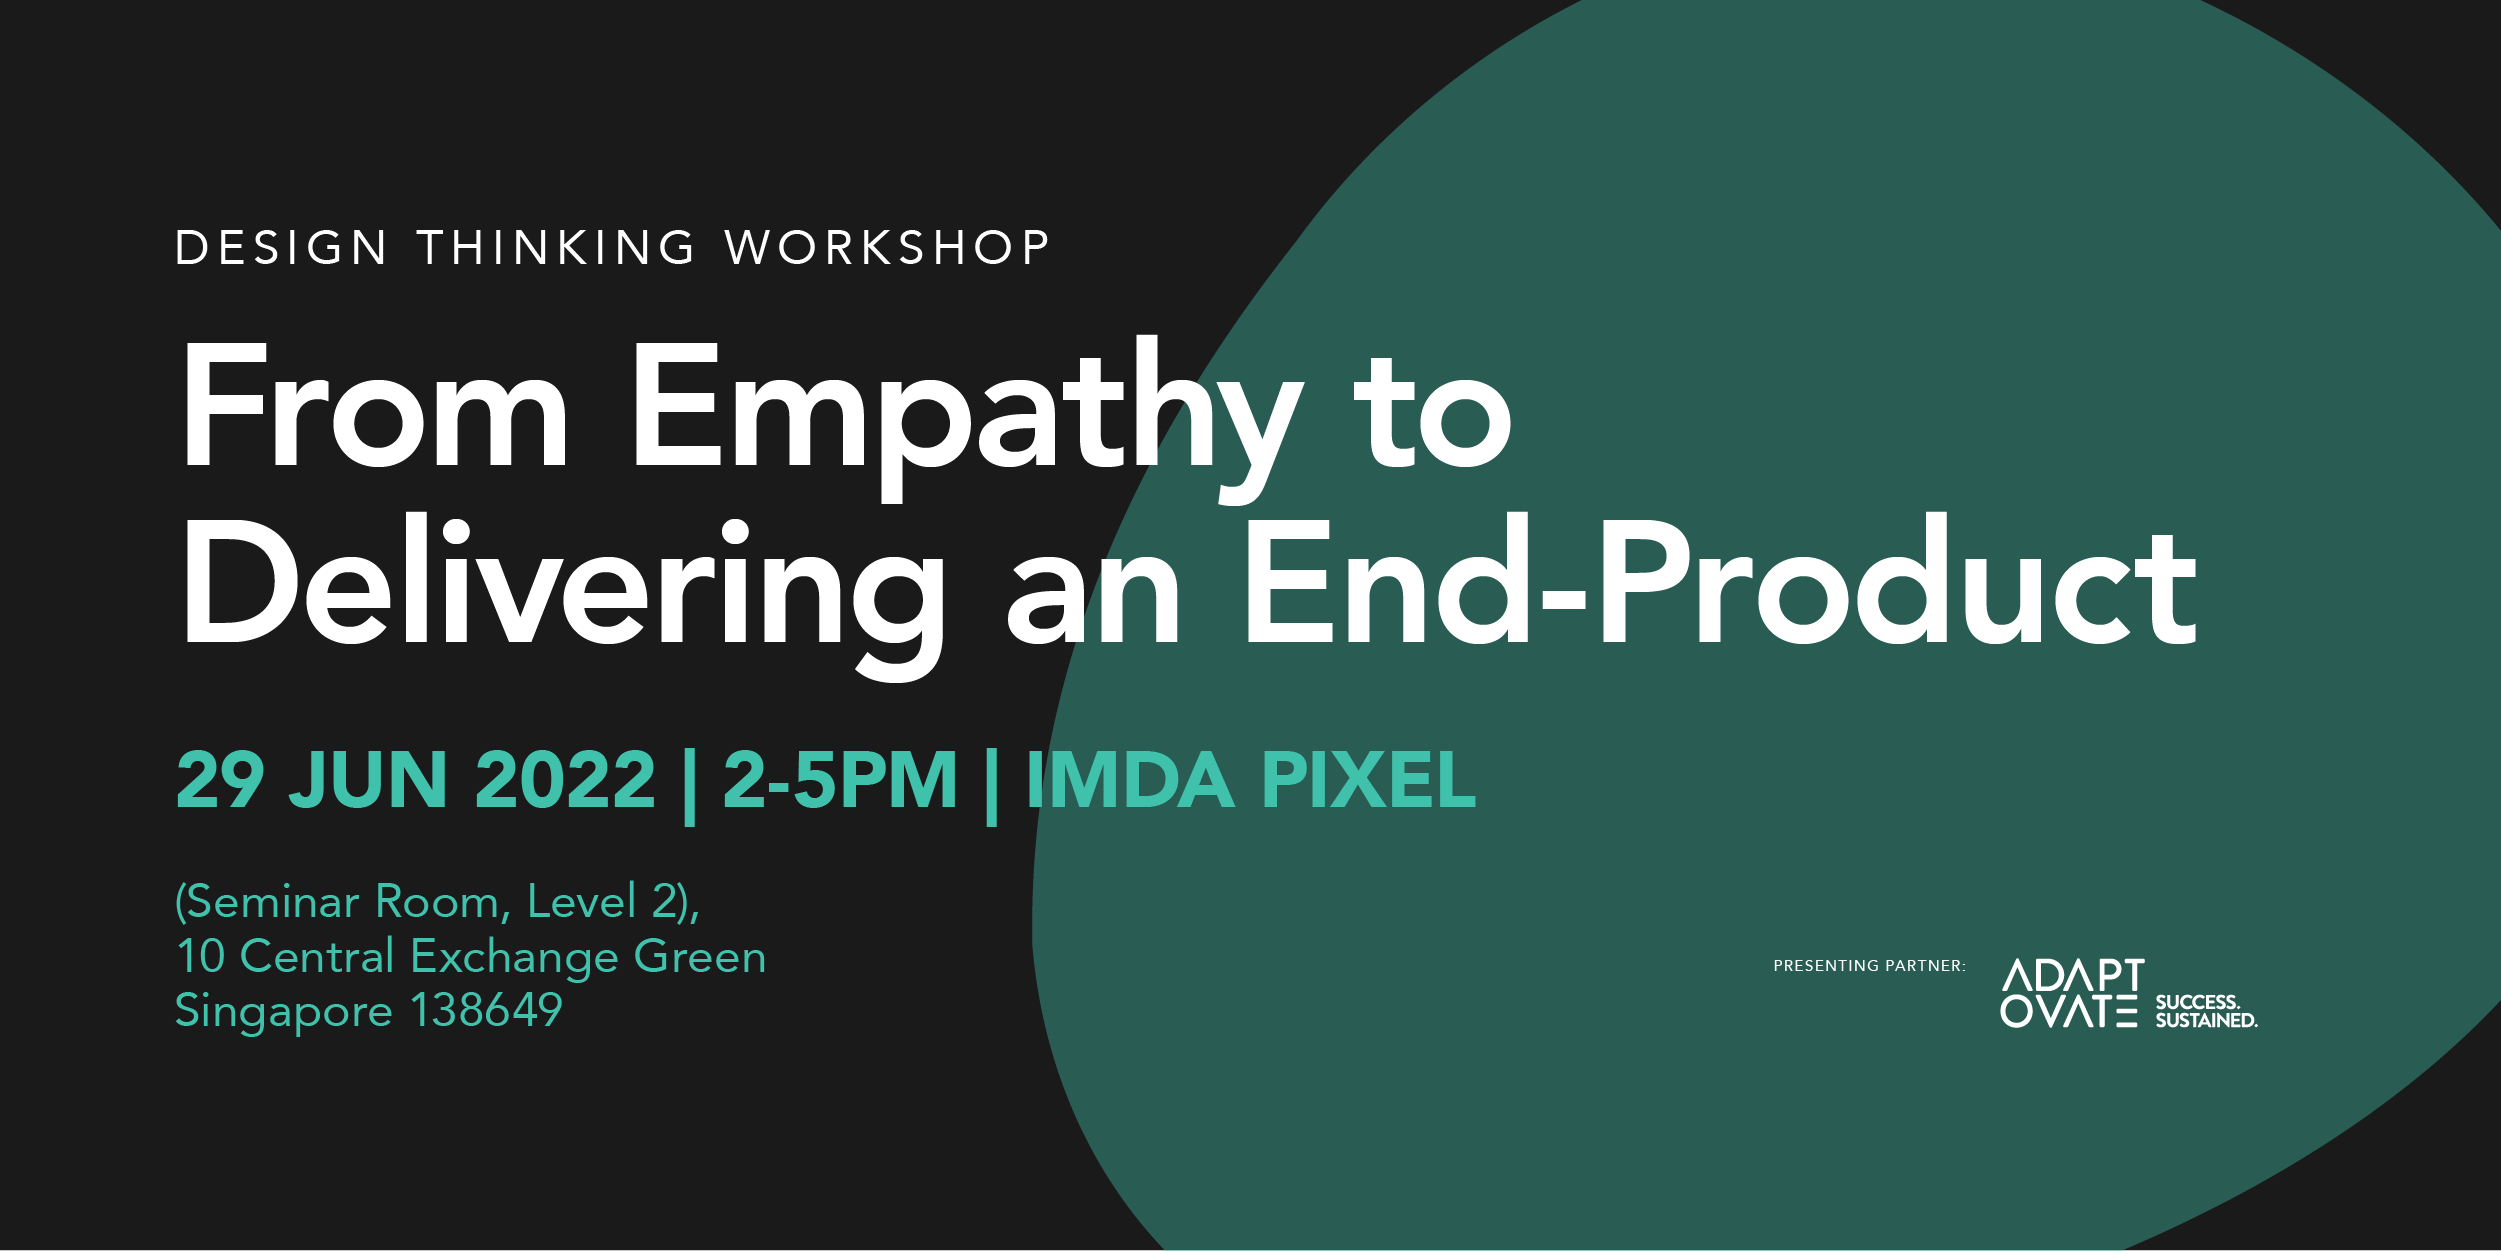 DESIGN THINKING WORKSHOP
From Empathy to
Delivering an End-Product
29 JUN 2022 | 2-5PM | IMDA PIXEL
(Seminar Room, Level 2),
10 Central Exchange Green
Singapore 138649
PRESENTING PARTNER:
ADAPT
OVATE
SUCCESS.
SUSTAINED.